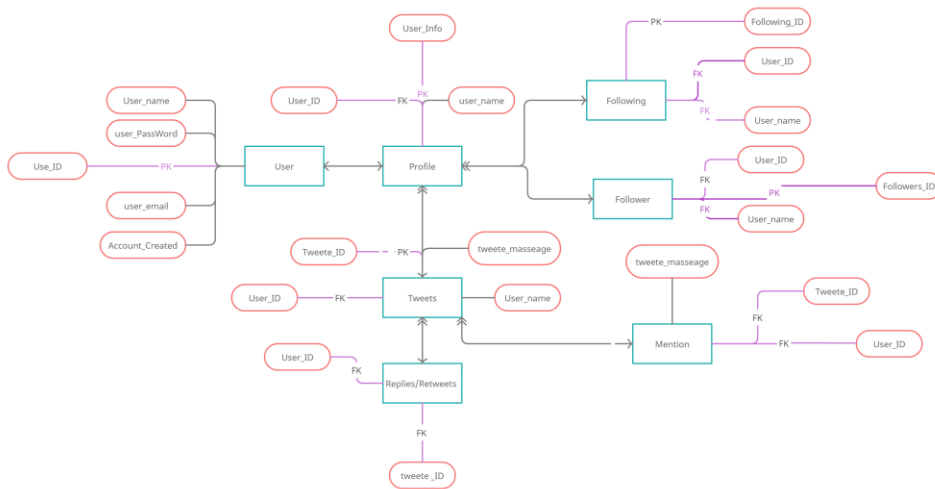 User_Info
PK
Following_ID
User_ID
FK
FK
User_name
Following
User_name
User_ID
FK
PK
user_name
user_PassWord
Use_ID
PK
User
Profile
user_email
Account_Created
User_ID
FK
PK
Followers_ID
Follower
FK
User_name
Tweete_ID
PK
tweete_masseage
tweete_masseage
User_ID
FK
Tweets
User_name
Tweete_ID
FK
Mention
FK
User_ID
User_ID
FK
Replies/Retweets
FK
tweete _ID